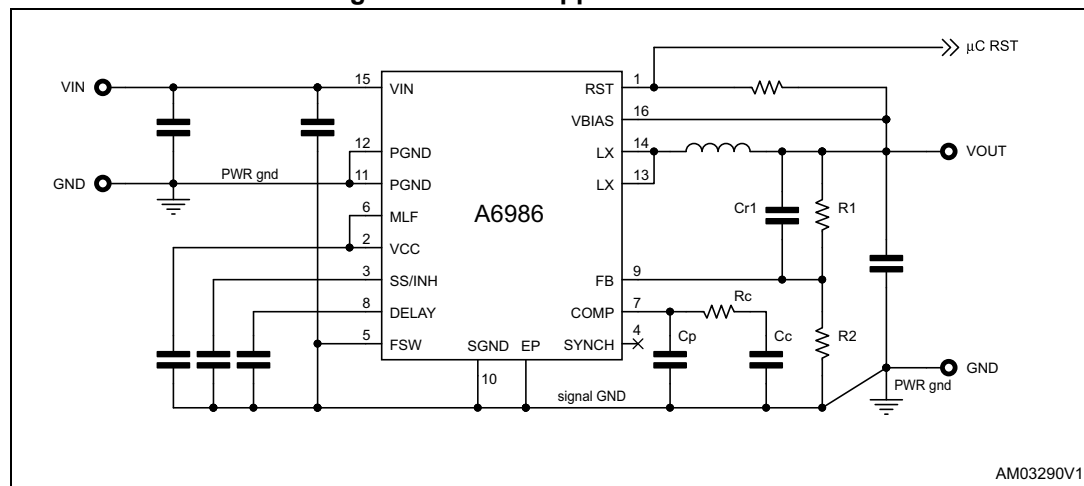 μC RST
VIN
15
VIN
RST
1
VBIAS
16
12
PGND
LX
14
VOUT
GND
PWR gnd
11
PGND
LX
13
6
MLF
A6986
Cr1
R1
2
VCC
3
SS/INH
FB
9
8
DELAY
COMP
7
Rc
5
FSW
SGND
EP
SYNCH
4
Cp
Cc
R2
GND
10
PWR gnd
signal GND
AM03290V1